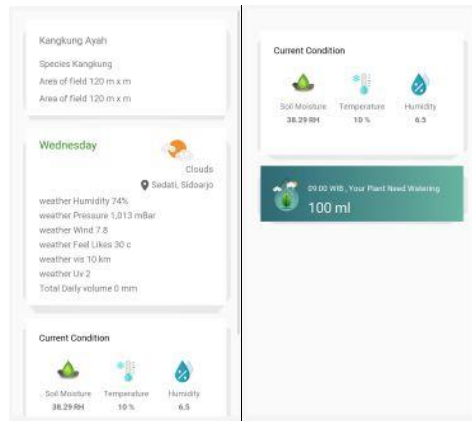 Kangkung Ayah
Species Kangkung
Area of field 120 m x m
Area of field 120 m x m
Wednesday
Clouds
Sedati, Sidoarjo
weather Humidity 74%
weather Pressure 1,013 mBar
weather Wind 7.8
weather Feel Likes 30 c
weather vis 10 km
weather Uv 2
Total Daily volume 0 mm
Current Condition
Soil Moisture Temperature Humidity
38.29 RH 10 % 6.5
Current Condition
Soil Moisture Temperature Humidity
38.29 RH 10 % 6.5
09:00 WIB , Your Plant Need Watering
100 ml